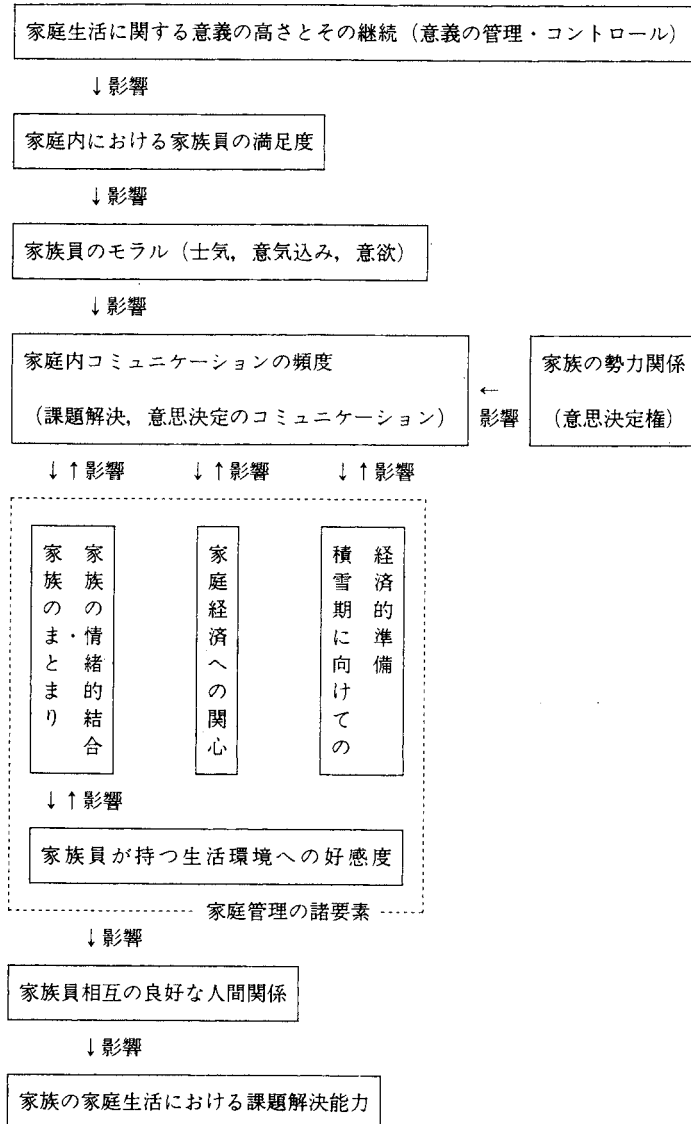 家庭生活に関する意義の高さとその継続(意義の管理・コントロール)
↓影響
家庭内における家族員の満足度
↓影響
家族員のモラル(士気,意気込み,意欲)
↓影響
家庭内コミュニケーションの頻度
(課題解決,意思決定のコミュニケーション)
←
影響
家族の勢力関係
(意思決定権)
↓↑影響 ↓↑影響 ↓↑影響
家族の情緒的結合・
家族のまとまり
家庭経済への関心
積雪期に向けての
経済的準備
↓↑影響
家族員が持つ生活環境への好感度
家庭管理の諸要素
↓影響
家族員相互の良好な人間関係
↓影響
家族の家庭生活における課題解決能力